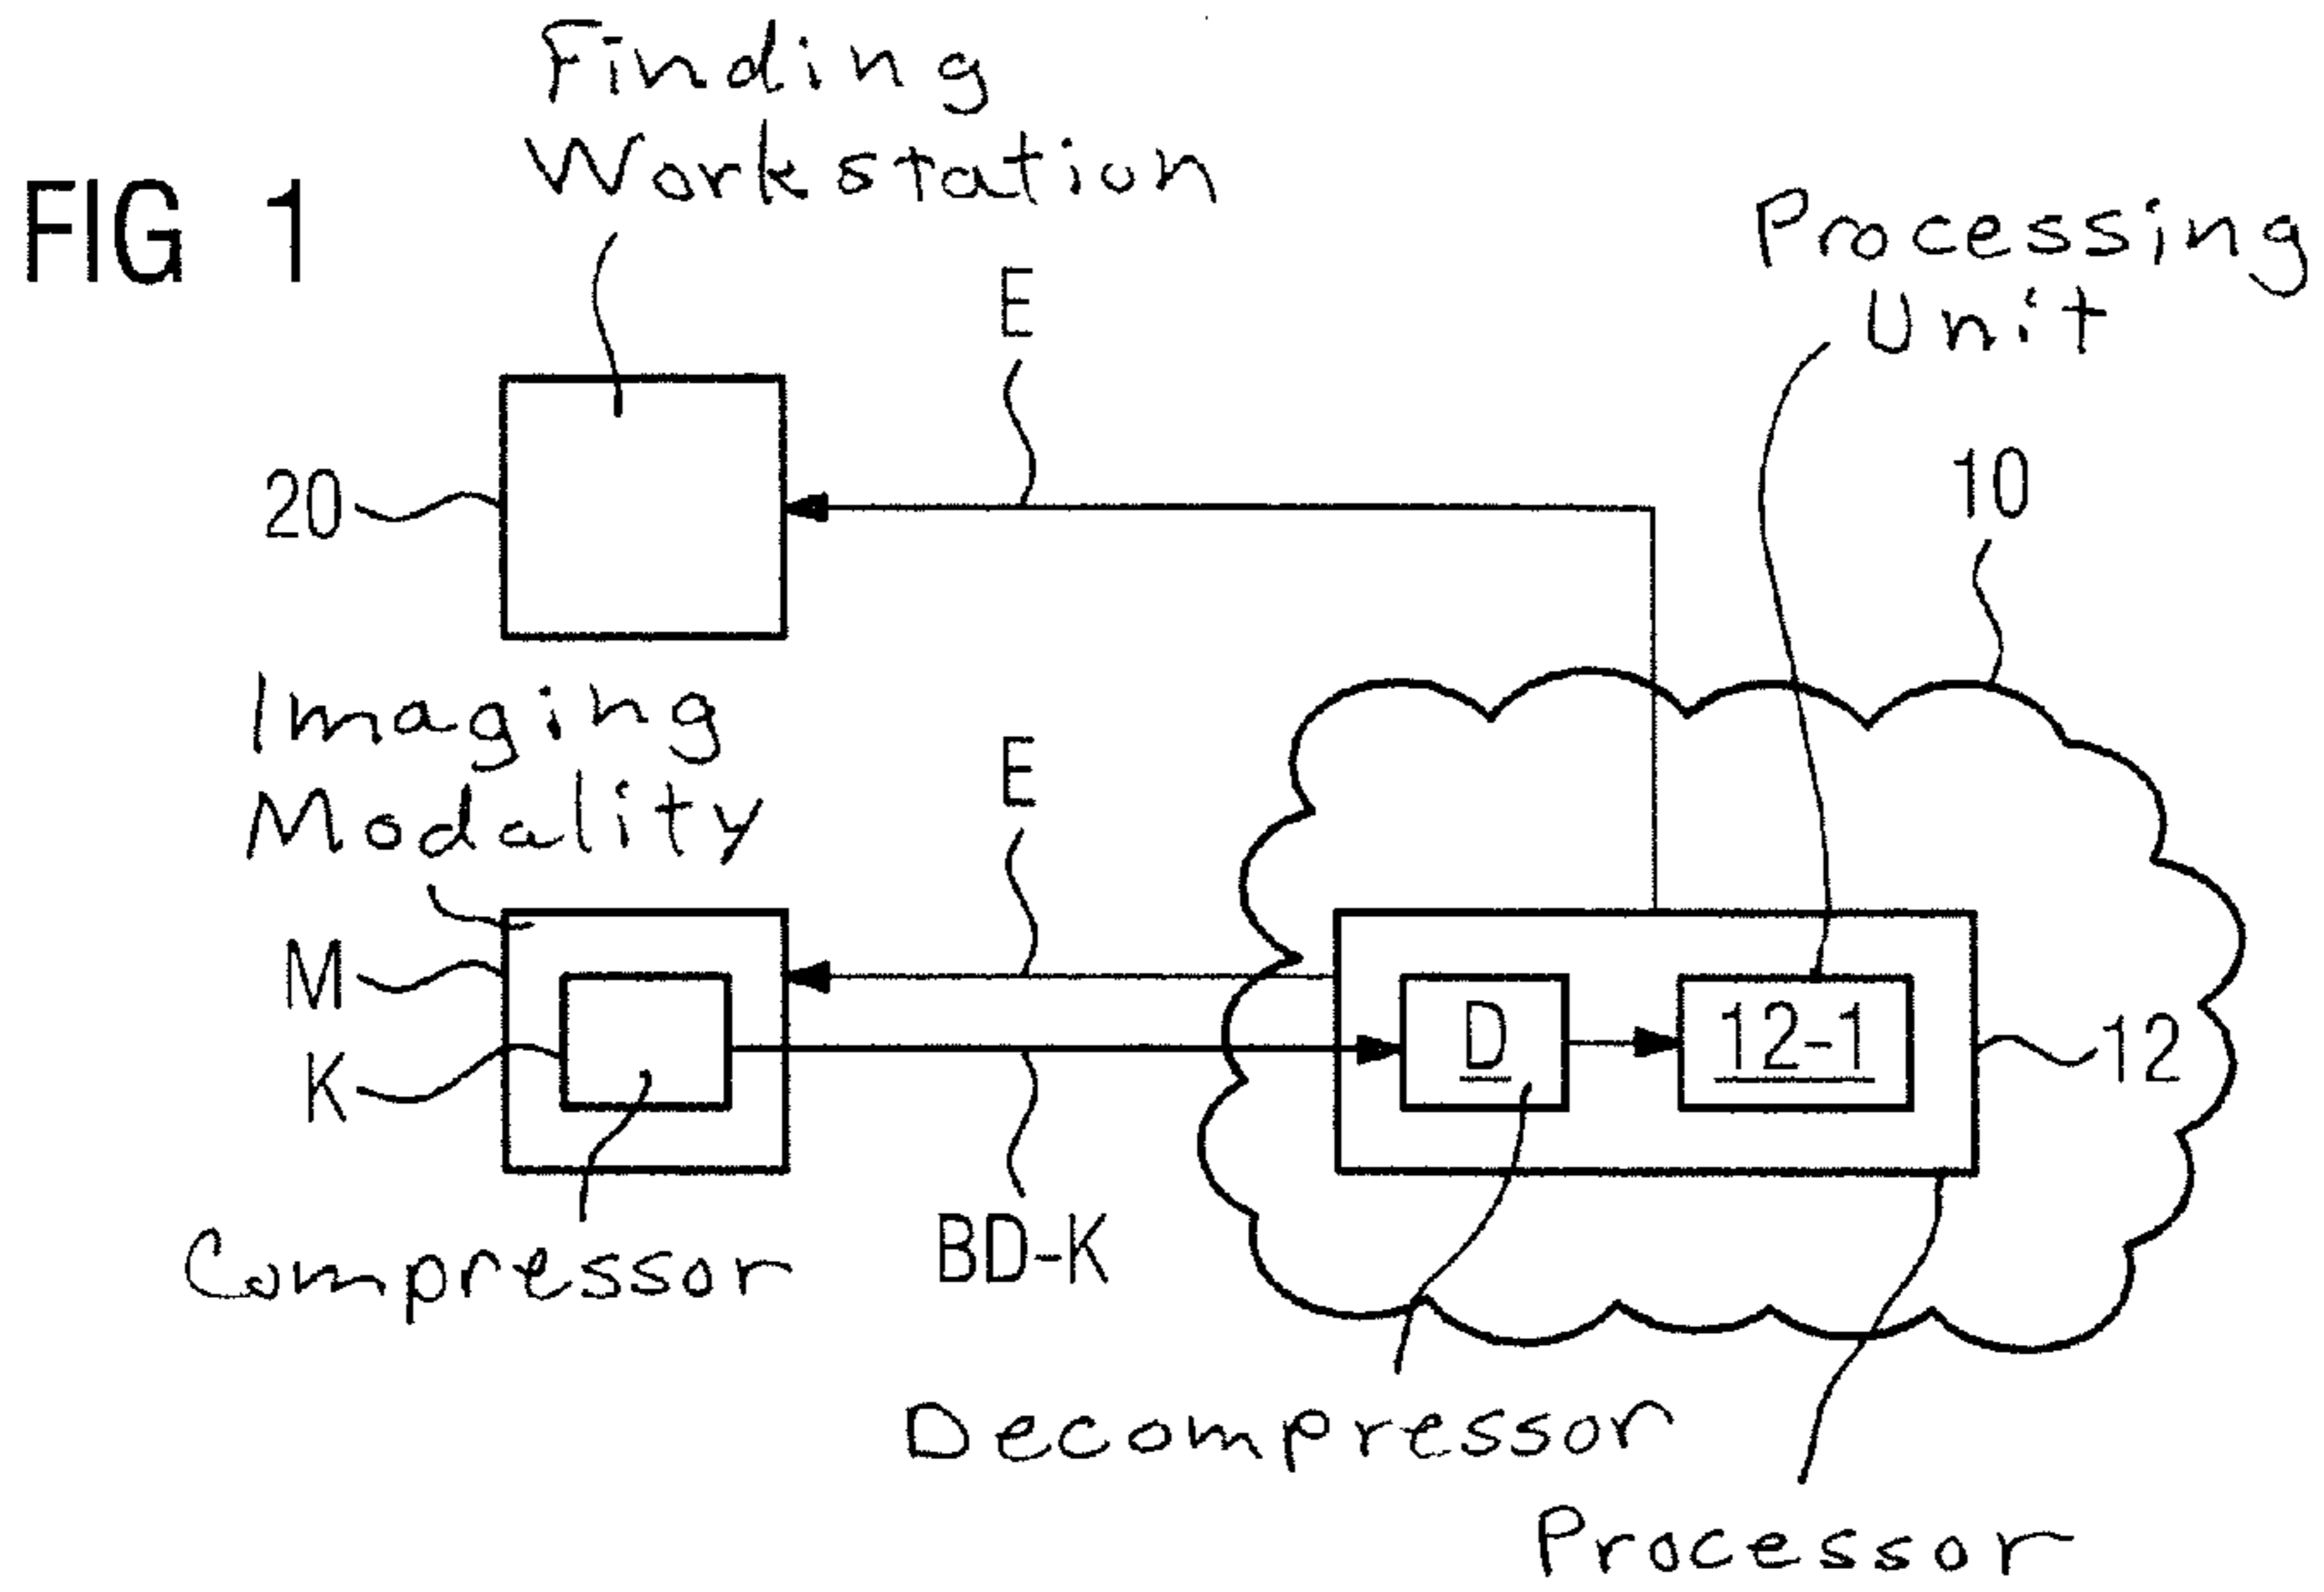 FIG 1
Finding
Workstation
Processing
Unit
E
10
20
Imaging
Modality
E
M
K
D
12-1
12
BD-K
Compressor
Decompressor
Processor